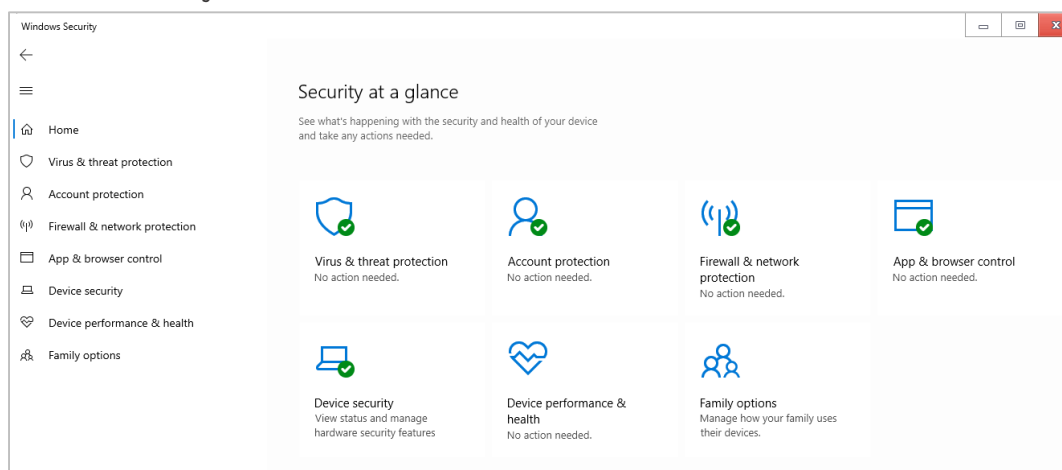 Windows Security
Home
Virus & threat protection
Account protection
Firewall & network protection
App & browser control
Device security
Device performance & health
Family options
Security at a glance
See what's happening with the security and health of your device
and take any actions needed.
Virus & threat protection
No action needed.
Account protection
No action needed.
Firewall & network
protection
No action needed.
App & browser control
No action needed.
Device security
View status and manage
hardware security features
Device performance &
health
No action needed.
Family options
Manage how your family uses
their devices.